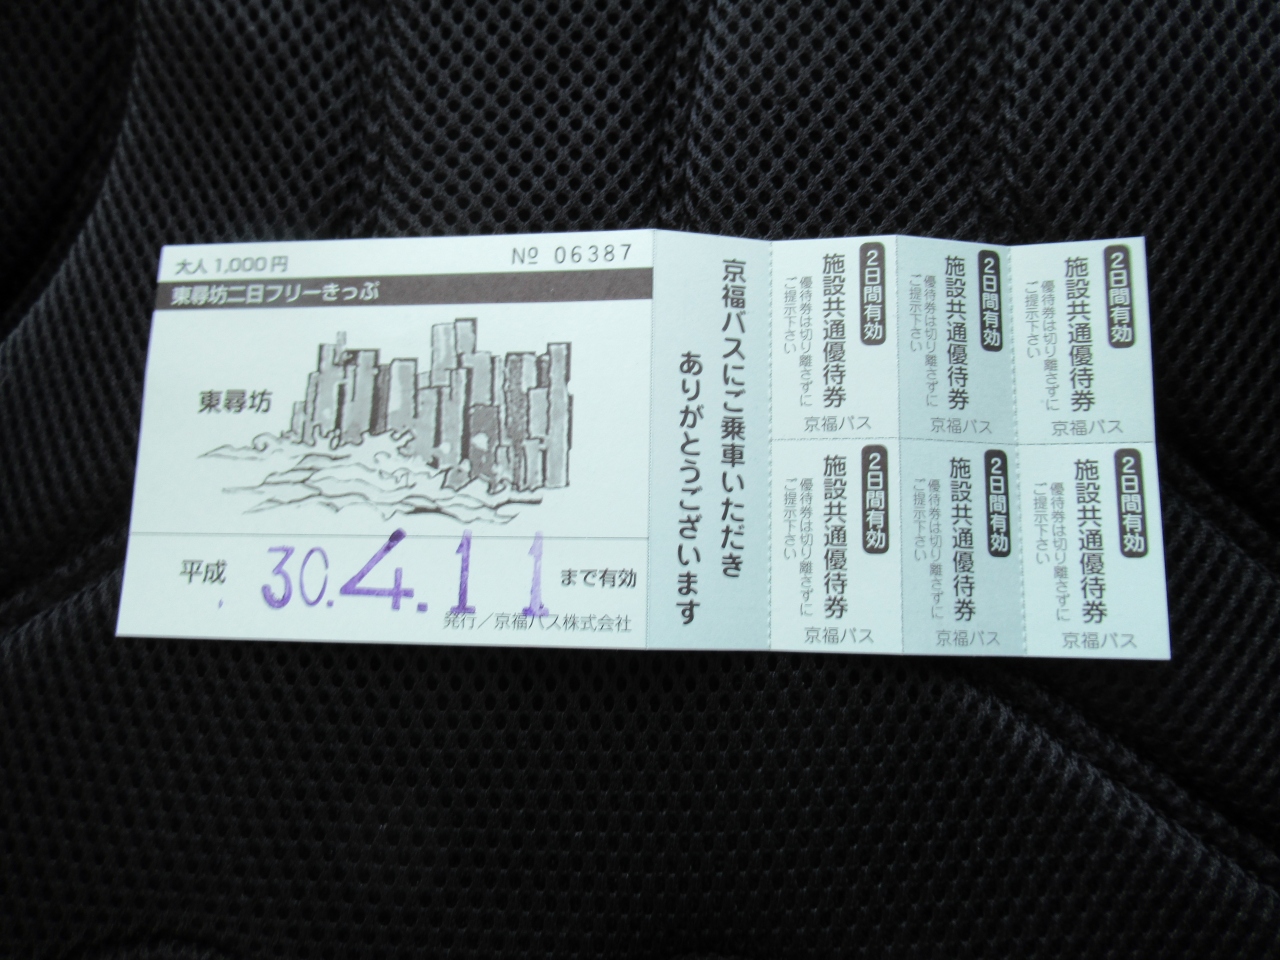 大人 1,000円
№ 06387
東尋坊二日フリーきっぷ
東尋坊
平成 30.4.11 まで有効
発行／京福バス株式会社
京福バスにご乗車いただき
ありがとうございます
2日間有効
施設共通優待券
優待券は切り離さずに
ご提示下さい
京福バス
2日間有効
施設共通優待券
優待券は切り離さずに
ご提示下さい
京福バス
2日間有効
施設共通優待券
優待券は切り離さずに
ご提示下さい
京福バス
2日間有効
施設共通優待券
優待券は切り離さずに
ご提示下さい
京福バス
2日間有効
施設共通優待券
優待券は切り離さずに
ご提示下さい
京福バス
2日間有効
施設共通優待券
優待券は切り離さずに
ご提示下さい
京福バス